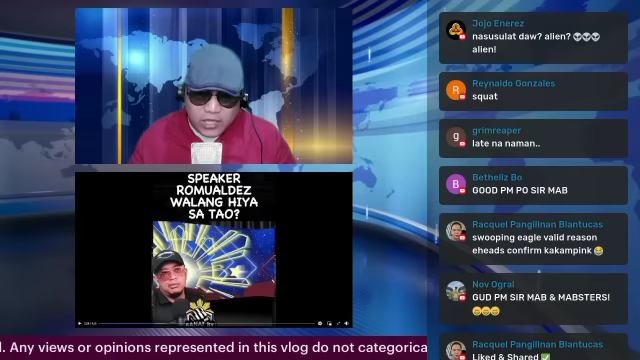 SPEAKER
ROMUALDEZ
WALANG HIYA
SA TAO?
l. Any views or opinions represented in this vlog do not categorica
Jojo Enerez
nasusulat daw? alien? 👽👽👽
alien!
Reynaldo Gonzales
squat
grimreaper
late na naman..
Betheliz Bo
GOOD PM PO SIR MAB
Racquel Pangilinan Blantucas
swooping eagle valid reason
eheads confirm kakampink 😂
Nov Ogral
GUD PM SIR MAB & MABSTERS!
😄😄😄
Racquel Pangilinan Blantucas
Liked & Shared ✅